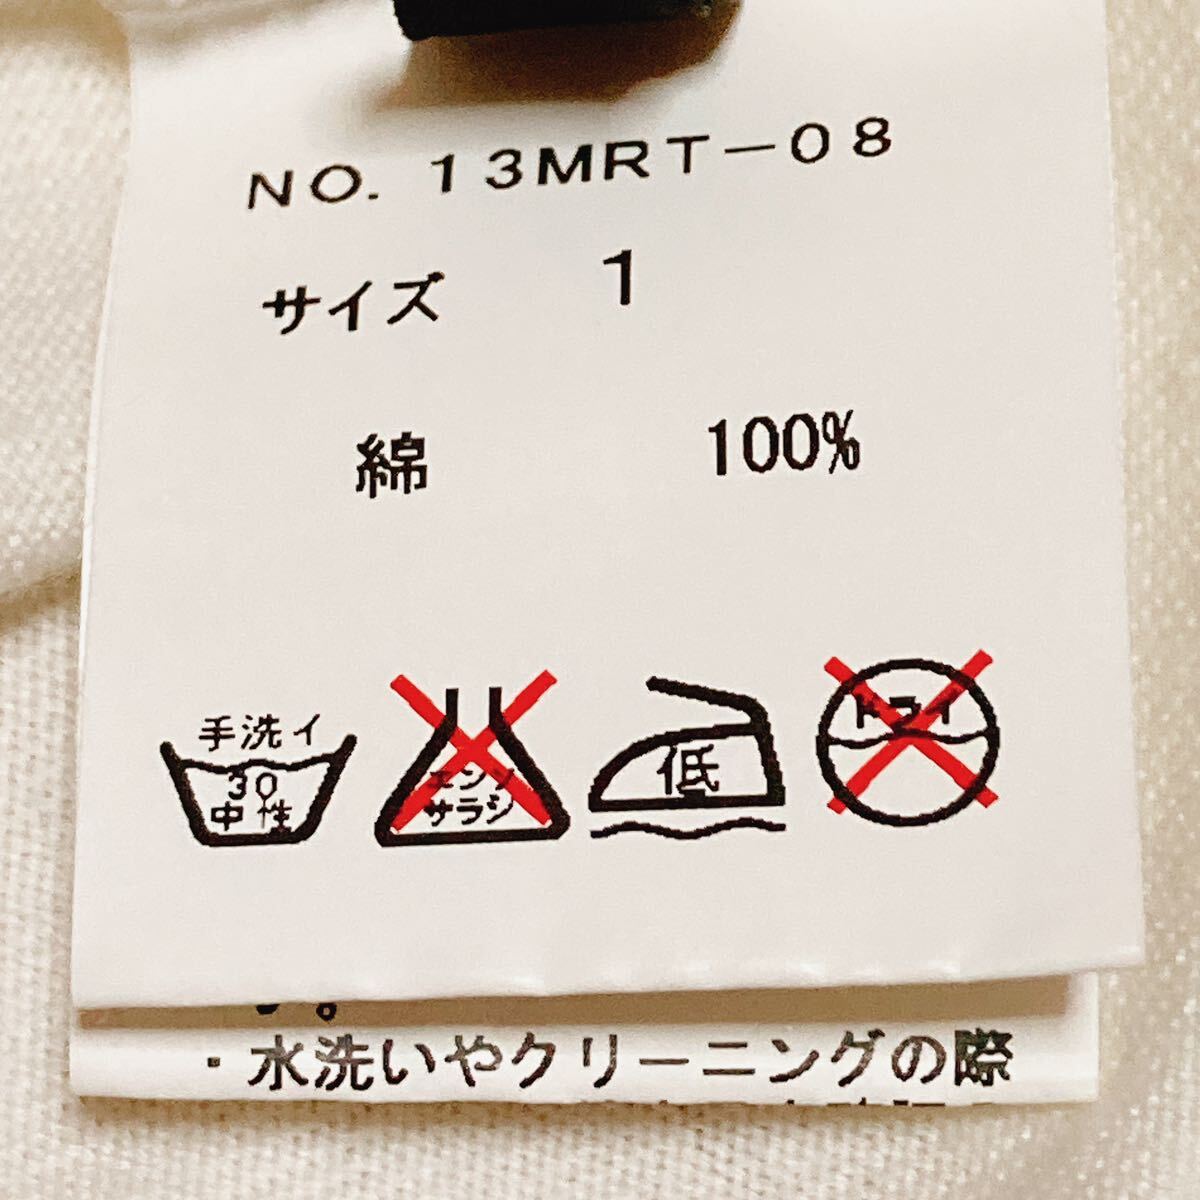 NO. 13MRT-08
サイズ 1
綿 100%
手洗イ
30
中性
エンソ
サラシ
低
ドライ
・水洗いやクリーニングの際